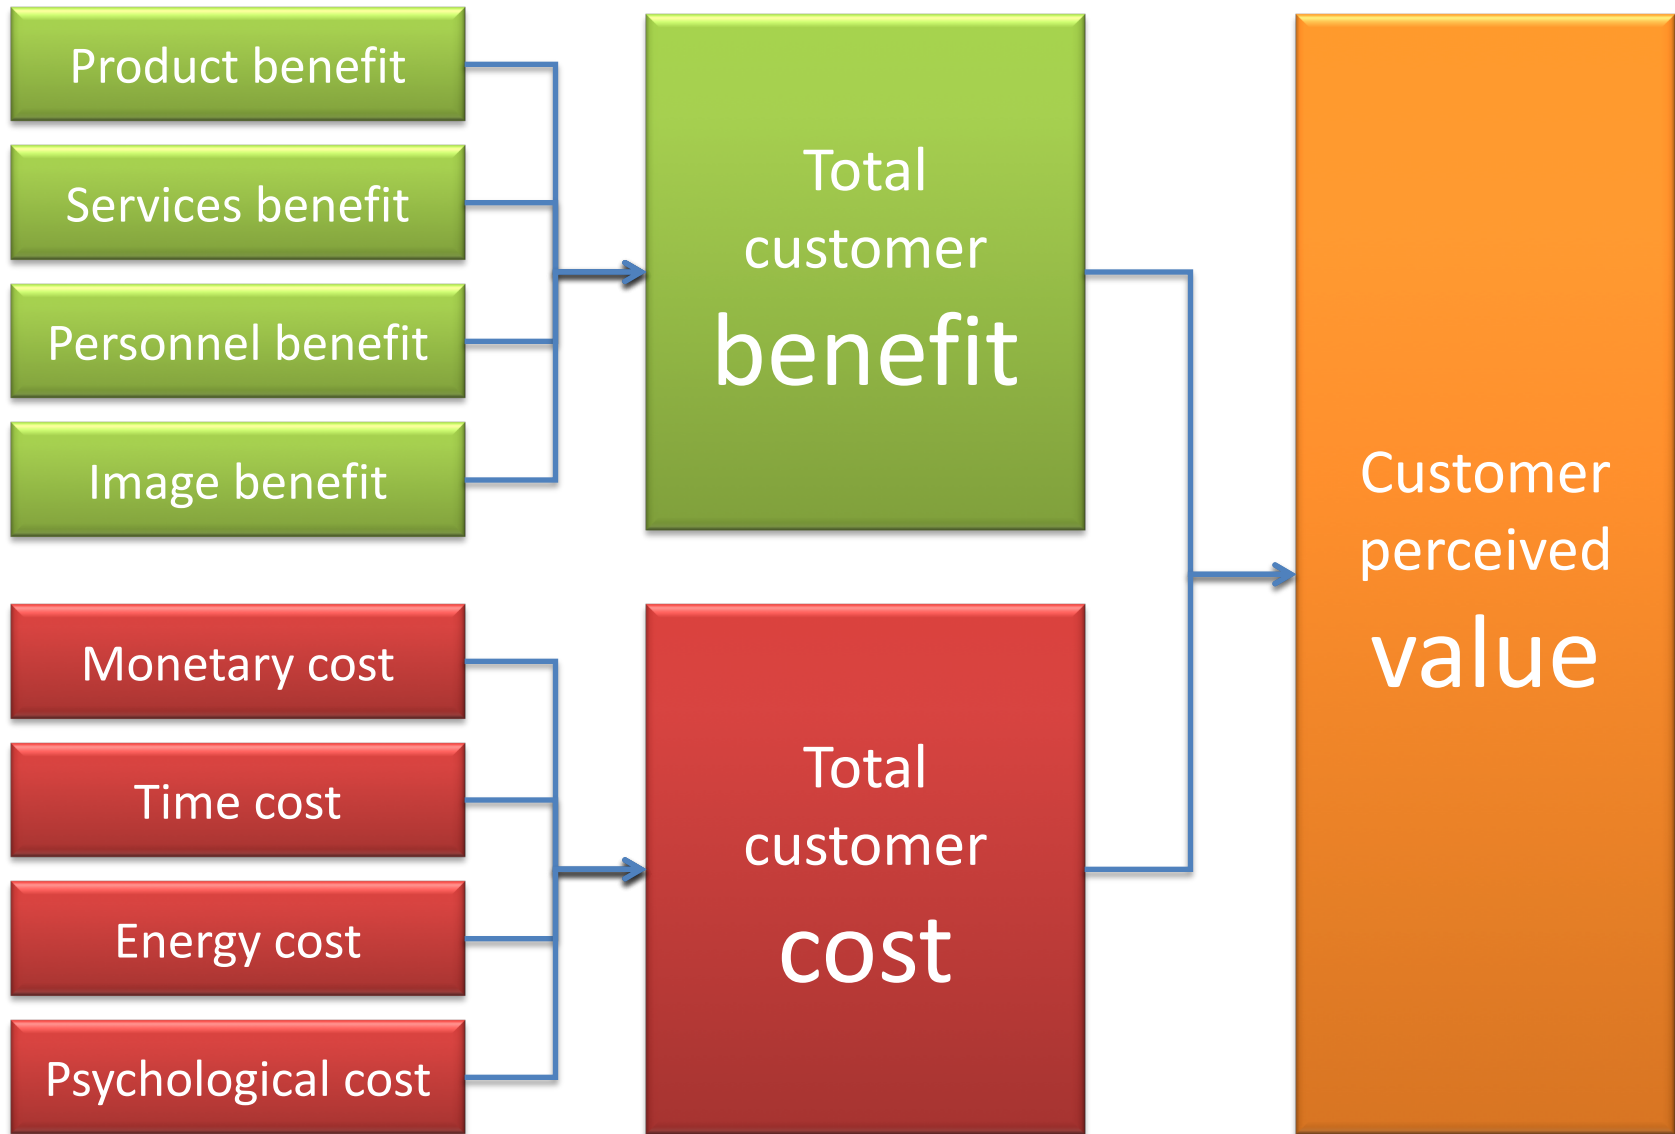 Product benefit
Services benefit
Personnel benefit
Image benefit
Monetary cost
Time cost
Energy cost
Psychological cost
Total
customer
benefit
Total
customer
cost
Customer
perceived
value